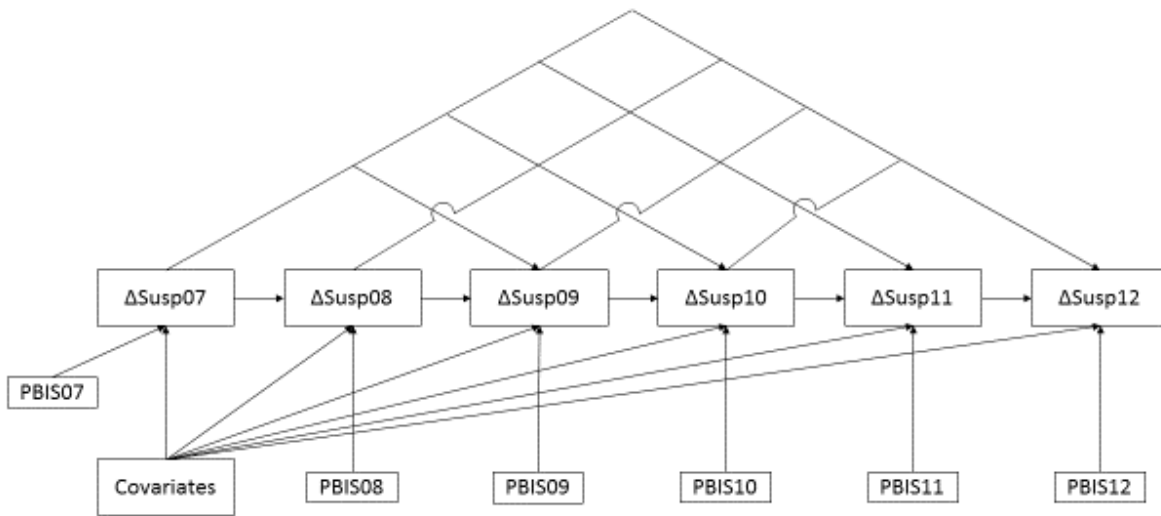 ΔSusp07
ΔSusp08
ΔSusp09
ΔSusp10
ΔSusp11
ΔSusp12
PBIS07
Covariates
PBIS08
PBIS09
PBIS10
PBIS11
PBIS12